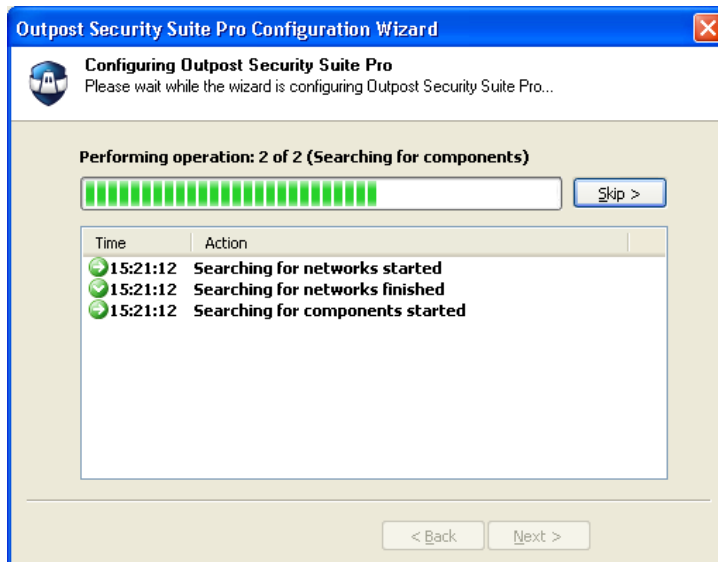 Outpost Security Suite Pro Configuration Wizard
Configuring Outpost Security Suite Pro
Please wait while the wizard is configuring Outpost Security Suite Pro...
Performing operation: 2 of 2 (Searching for components)
Skip >
Time Action
15:21:12 Searching for networks started
15:21:12 Searching for networks finished
15:21:12 Searching for components started
< Back Next >